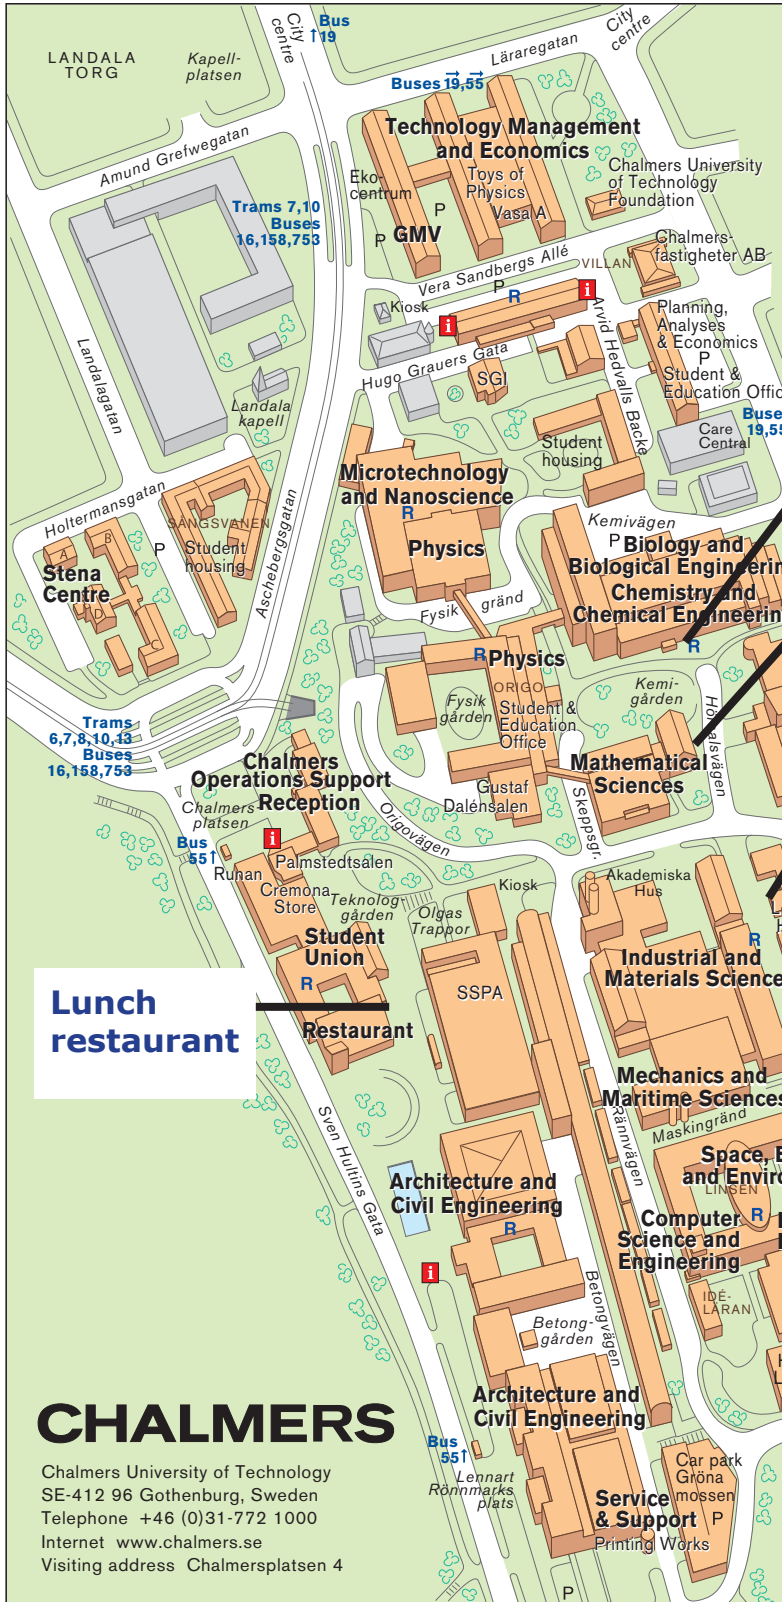 City
centre
Bus
↑19
LANDALA
TORG
Kapell-
platsen
City
centre
Läraregatan
Buses 19,55
Technology Management
and Economics
Amund Grefwegatan
Eko-
centrum
Toys of
Physics
Vasa A
P
P
GMV
Chalmers University
of Technology
Foundation
Trams 7,10
Buses
16,158,753
Vera Sandbergs Allé
VILLAN
Chalmers-
fastigheter AB
P
R
i
i
Kiosk
Arvid Hedvalls Backe
Planning,
Analyses
& Economics
P
Student &
Education Offic
Landalagatan
Hugo Grauers Gata
SGI
Landala
kapell
Buse
19,55
Care
Central
Student
housing
Microtechnology
and Nanoscience
R
Holtermansgatan
SÄNGSVANEN
Student
housing
P
A
B
C
D
Stena
Centre
Aschebergsgatan
Physics
Kemivägen
P
Biology and
Biological Engineerin
Chemistry and
Chemical Engineerin
R
Fysik gränd
R
Physics
ORIGO
Fysik
gården
Student &
Education
Office
Kemi-
gården
Hörsalsvägen
Trams
6,7,8,10,13
Buses
16,158,753
Chalmers
Operations Support
Reception
Mathematical
Sciences
Gustaf
Dalénsalen
Skeppsgr.
Chalmers-
platsen
Origovägen
i
Bus
55↑
Runan
Palmstedtsalen
Cremona
Store
Teknolog-
gården
Olgas
Trappor
Kiosk
Akademiska
Hus
L
H
Student
Union
R
R
Industrial and
Materials Science
SSPA
Lunch
restaurant
Restaurant
Mechanics and
Maritime Sciences
Maskingränd
Rännvägen
Sven Hultins Gata
Space, E
and Enviro
LINSEN
R
Architecture and
Civil Engineering
R
Computer
Science and
Engineering
i
IDÉ-
LÄRAN
H
L
Betongvägen
Betong-
gården
Architecture and
Civil Engineering
CHALMERS
Chalmers University of Technology
SE-412 96 Gothenburg, Sweden
Telephone +46 (0)31-772 1000
Internet www.chalmers.se
Visiting address Chalmersplatsen 4
Bus
55↑
Lennart
Rönnmarks
plats
Car park
Gröna
mossen
P
Service
& Support
Printing Works
P